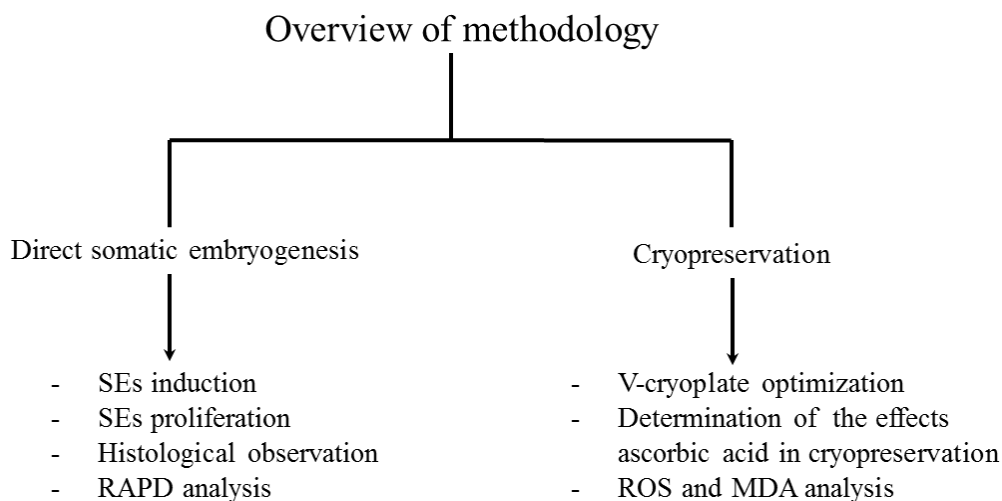 Overview of methodology
Direct somatic embryogenesis
- SEs induction
- SEs proliferation
- Histological observation
- RAPD analysis
Cryopreservation
- V-cryoplate optimization
- Determination of the effects
ascorbic acid in cryopreservation
- ROS and MDA analysis